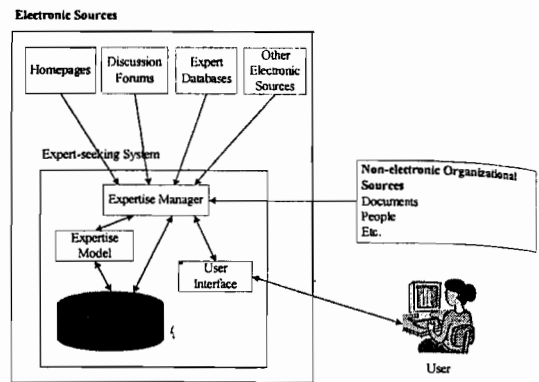 Electronic Sources
Homepages
Discussion
Forums
Expert
Databases
Other
Electronic
Sources
Expert-seeking System
Expertise Manager
Expertise
Model
User
Interface
Non-electronic Organizational
Sources
Documents
People
Etc.
User